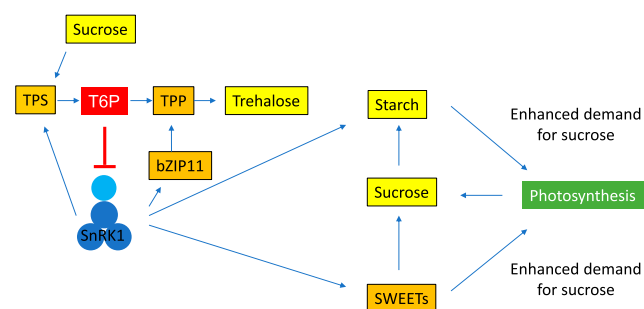 Sucrose
TPS
T6P
TPP
Trehalose
bZIP11
SnRK1
Starch
Enhanced demand
for sucrose
Sucrose
Photosynthesis
SWEETs
Enhanced demand
for sucrose